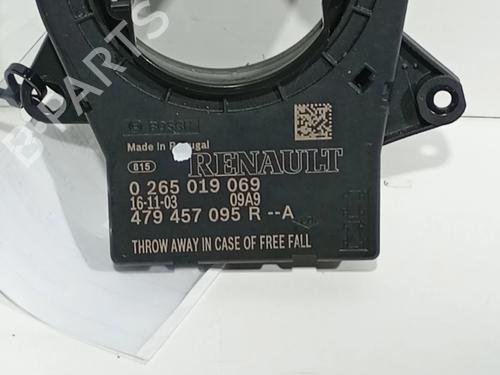 BOSCH
Made in Portugal
815
RENAULT
0 265 019 069
16-11-03 09A9
479 457 095 R --A
THROW AWAY IN CASE OF FREE FALL
B-PARTS